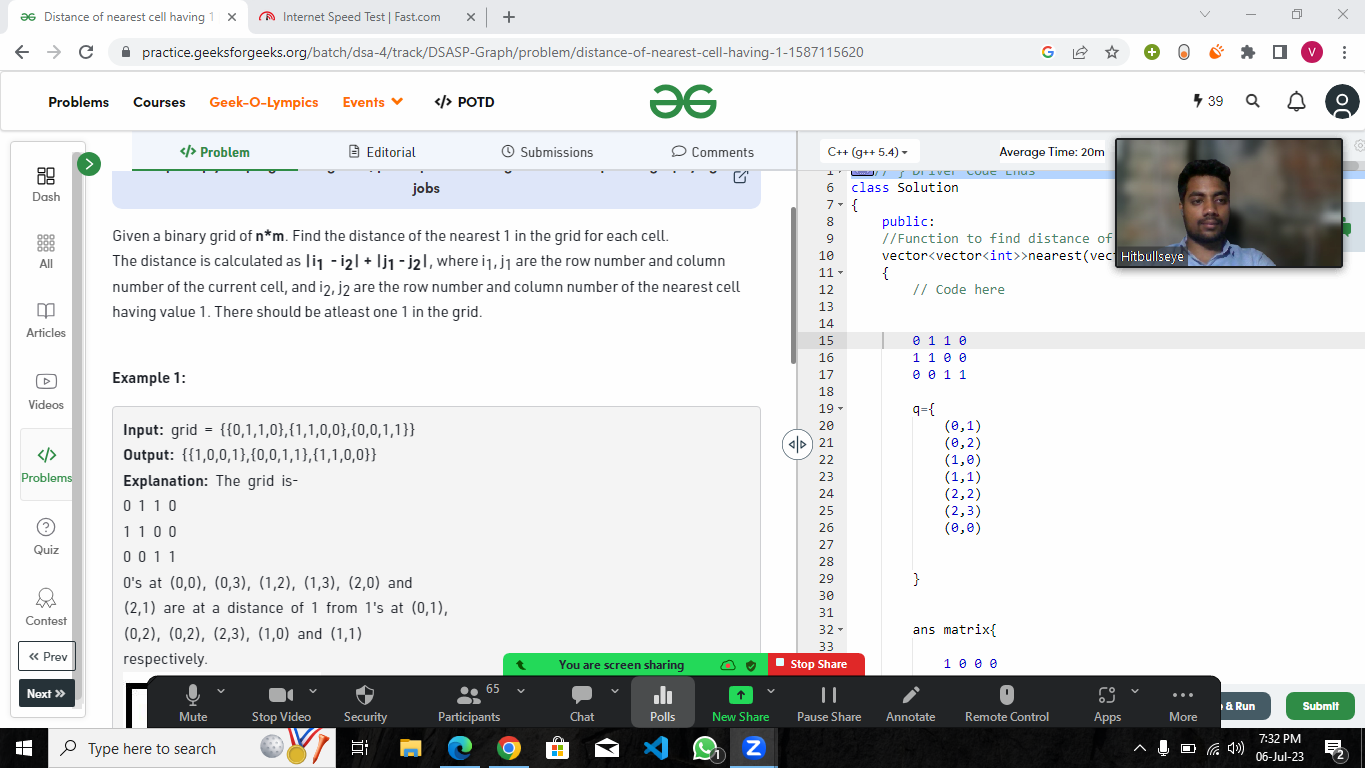 Distance of nearest cell having 1
Internet Speed Test | Fast.com
practice.geeksforgeeks.org/batch/dsa-4/track/DSASP-Graph/problem/distance-of-nearest-cell-having-1-1587115620
V
Problems
Courses
Geek-O-Lympics
Events
</> POTD
39
Dash
All
Articles
Videos
Problems
Quiz
Contest
<< Prev
Next >>
</> Problem
Editorial
Submissions
Comments
jobs
Given a binary grid of n*m. Find the distance of the nearest 1 in the grid for each cell.
The distance is calculated as |i1 - i2| + |j1 - j2|, where i1, j1 are the row number and column
number of the current cell, and i2, j2 are the row number and column number of the nearest cell
having value 1. There should be atleast one 1 in the grid.
Example 1:
Input: grid = {{0,1,1,0},{1,1,0,0},{0,0,1,1}}
Output: {{1,0,0,1},{0,0,1,1},{1,1,0,0}}
Explanation: The grid is-
0 1 1 0
1 1 0 0
0 0 1 1
0's at (0,0), (0,3), (1,2), (1,3), (2,0) and
(2,1) are at a distance of 1 from 1's at (0,1),
(0,2), (0,2), (2,3), (1,0) and (1,1)
respectively.
C++ (g++ 5.4)
Average Time: 20m
// } Driver Code Ends
6 class Solution
7 {
8 public:
9 //Function to find distance of
10 vector<vector<int>>nearest(vec
11 {
12 // Code here
13
14
15 0 1 1 0
16 1 1 0 0
17 0 0 1 1
18
19 q={
20 (0,1)
21 (0,2)
22 (1,0)
23 (1,1)
24 (2,2)
25 (2,3)
26 (0,0)
27
28
29 }
30
31
32 ans matrix{
33
1 0 0 0
Hitbullseye
& Run
Submit
You are screen sharing
Stop Share
Mute
Stop Video
Security
Participants
65
Chat
Polls
New Share
Pause Share
Annotate
Remote Control
Apps
More
Type here to search
1
7:32 PM
06-Jul-23
2